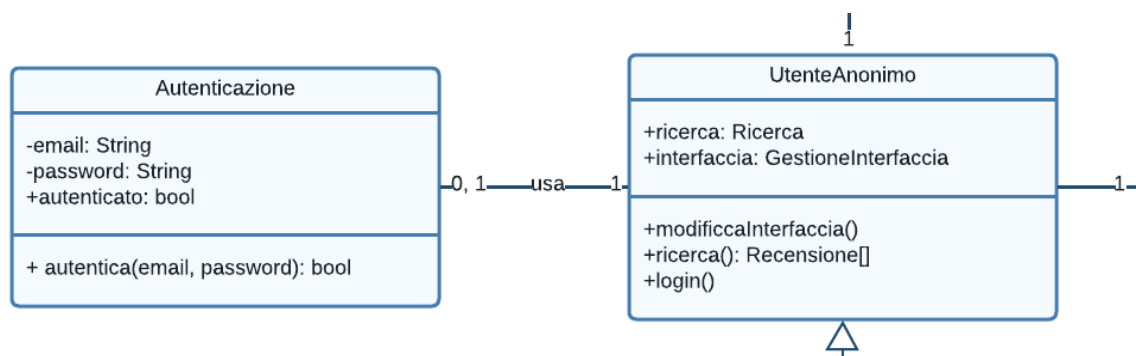 Autenticazione
-email: String
-password: String
+autenticato: bool
+ autentica(email, password): bool
0, 1
usa
1
1
UtenteAnonimo
+ricerca: Ricerca
+interfaccia: GestioneInterfaccia
+modificcaInterfaccia()
+ricerca(): Recensione[]
+login()
1